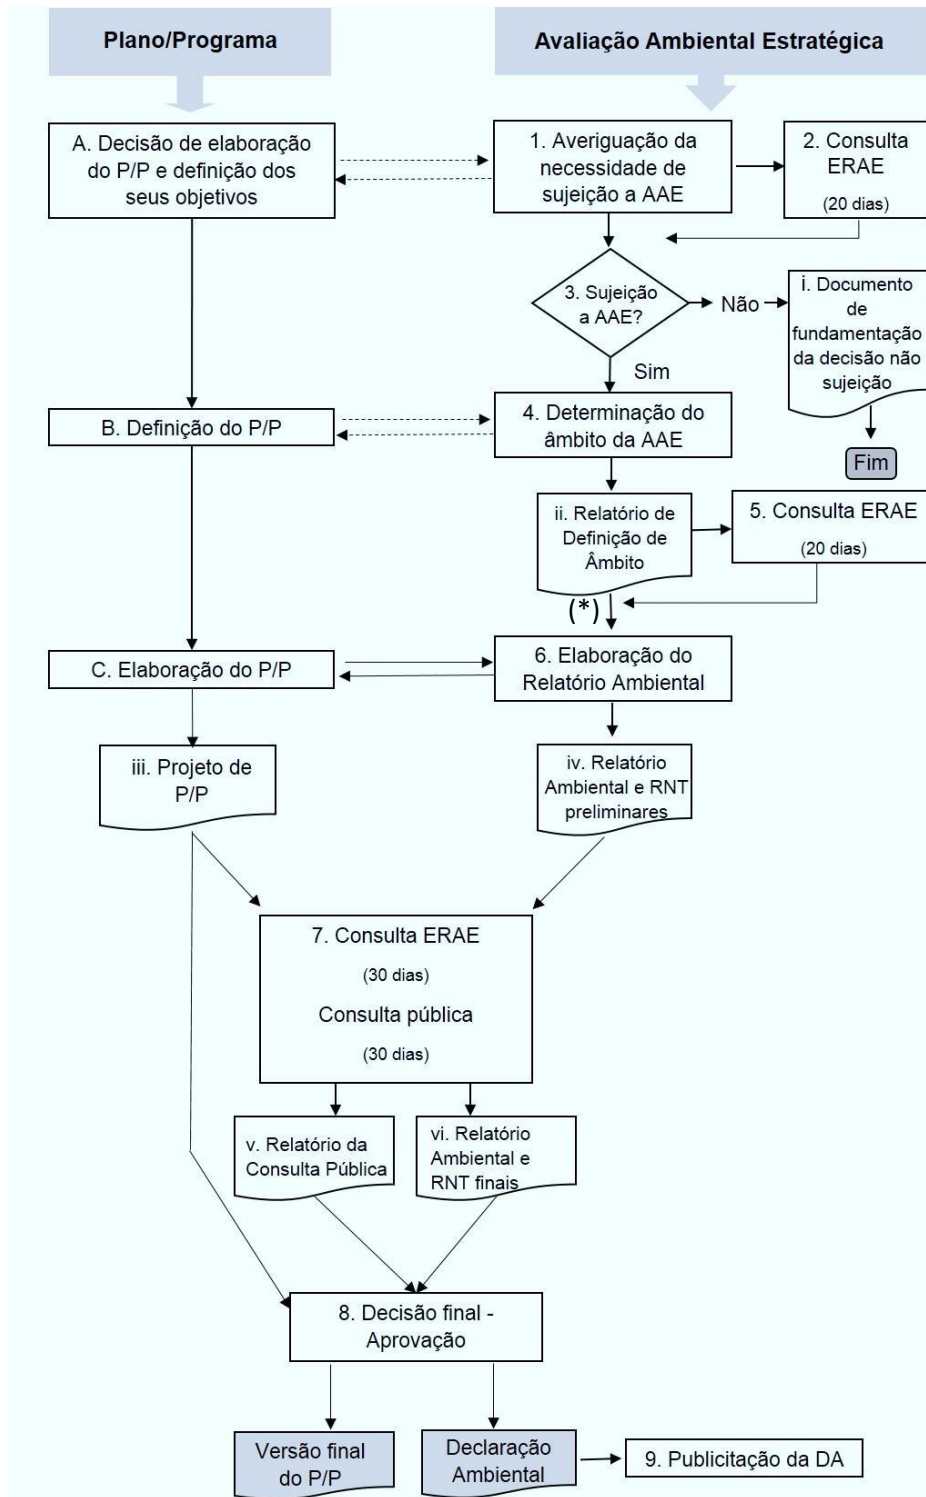 Plano/Programa
Avaliação Ambiental Estratégica
A. Decisão de elaboração
do P/P e definição dos
seus objetivos
1. Averiguação da
necessidade de
sujeição a AAE
2. Consulta
ERAE
(20 dias)
3. Sujeição
a AAE?
Não
i. Documento
de
fundamentação
da decisão não
sujeição
Sim
Fim
B. Definição do P/P
4. Determinação do
âmbito da AAE
ii. Relatório de
Definição de
Âmbito
5. Consulta ERAE
(20 dias)
(*)
C. Elaboração do P/P
6. Elaboração do
Relatório Ambiental
iii. Projeto de
P/P
iv. Relatório
Ambiental e RNT
preliminares
7. Consulta ERAE
(30 dias)
Consulta pública
(30 dias)
v. Relatório da
Consulta Pública
vi. Relatório
Ambiental e
RNT finais
8. Decisão final -
Aprovação
Versão final
do P/P
Declaração
Ambiental
9. Publicitação da DA